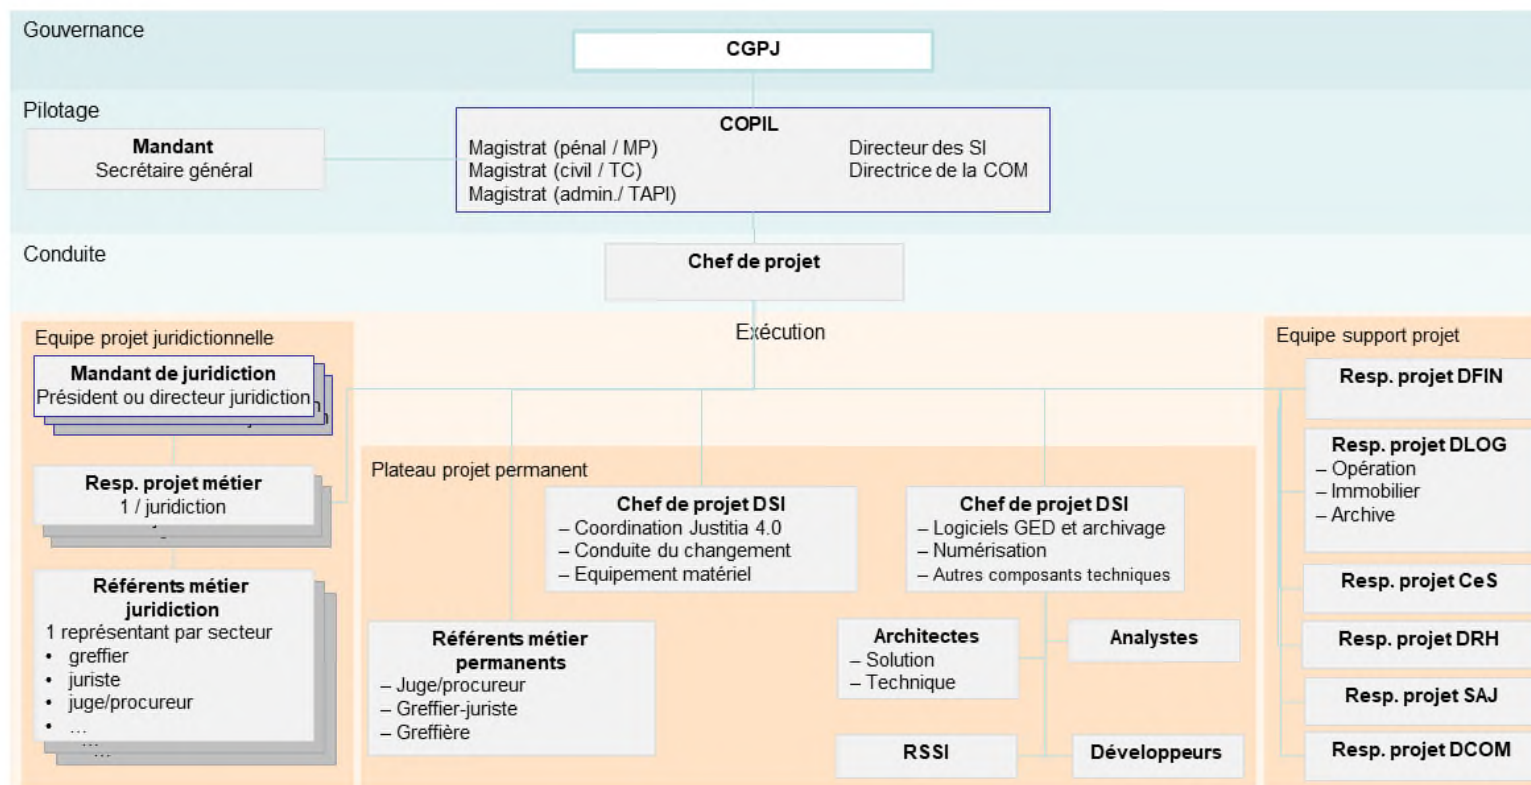 Gouvernance
CGPJ
Pilotage
Mandant
Secrétaire général
COPIL
Magistrat (pénal / MP)
Magistrat (civil / TC)
Magistrat (admin./ TAPI)
Directeur des SI
Directrice de la COM
Conduite
Chef de projet
Exécution
Equipe projet juridictionnelle
Mandant de juridiction
Président ou directeur juridiction
Resp. projet métier
1 / juridiction
Référents métier
juridiction
1 représentant par secteur
• greffier
• juriste
• juge/procureur
• ...
...
...
Plateau projet permanent
Chef de projet DSI
– Coordination Justitia 4.0
– Conduite du changement
– Equipement matériel
Chef de projet DSI
– Logiciels GED et archivage
– Numérisation
– Autres composants techniques
Référents métier
permanents
– Juge/procureur
– Greffier-juriste
– Greffière
Architectes
– Solution
– Technique
Analystes
RSSI
Développeurs
Equipe support projet
Resp. projet DFIN
Resp. projet DLOG
– Opération
– Immobilier
– Archive
Resp. projet CeS
Resp. projet DRH
Resp. projet SAJ
Resp. projet DCOM